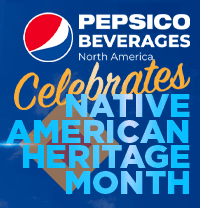 PEPSICO
BEVERAGES
North America
Celebrates
NATIVE
AMERICAN
HERITAGE
MONTH